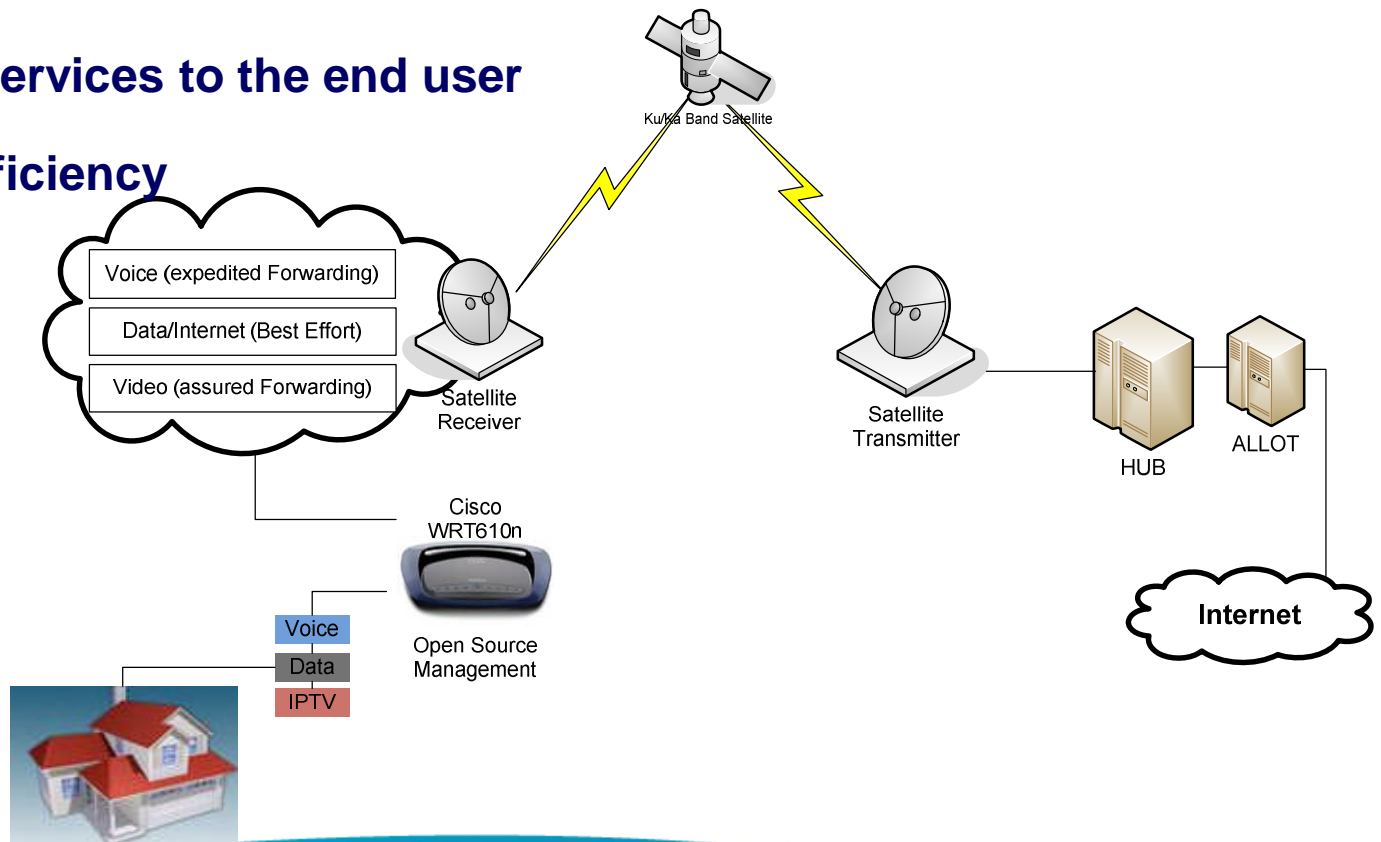 ervices to the end user
ficiency
Ku/Ka Band Satellite
Voice (expedited Forwarding)
Data/Internet (Best Effort)
Video (assured Forwarding)
Satellite
Receiver
Satellite
Transmitter
HUB
ALLOT
Internet
Cisco
WRT610n
Open Source
Management
Voice
Data
IPTV